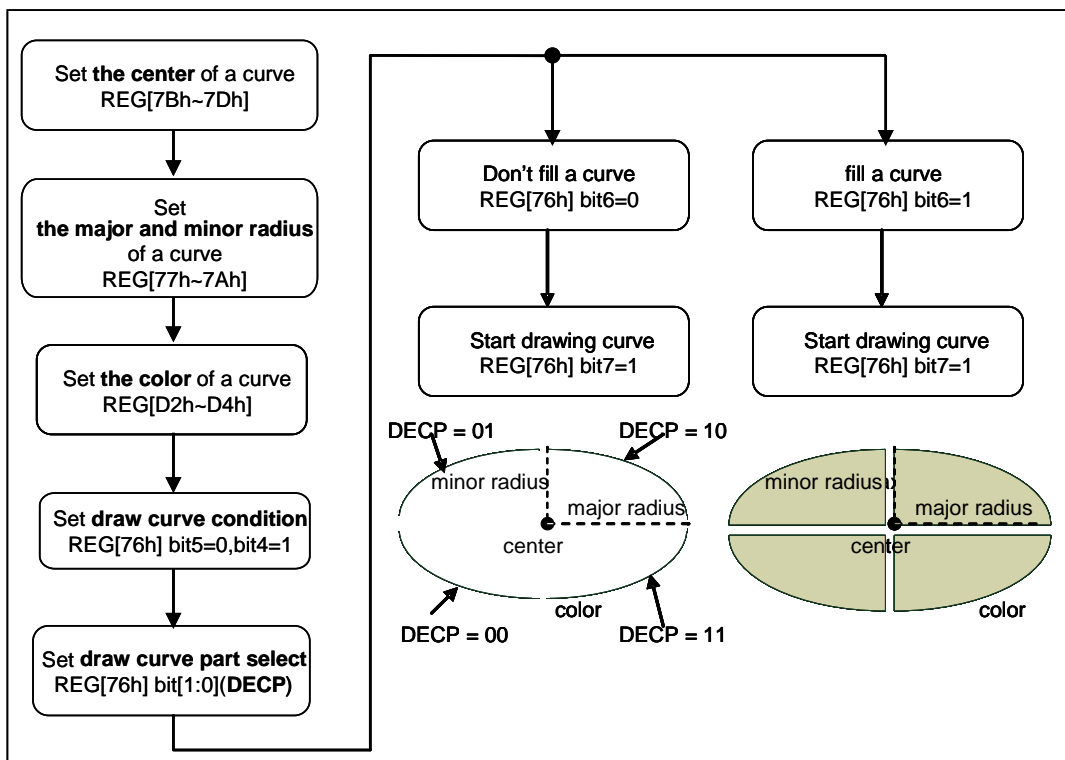 Set the center of a curve
REG[7Bh~7Dh]
Set
the major and minor radius
of a curve
REG[77h~7Ah]
Set the color of a curve
REG[D2h~D4h]
Set draw curve condition
REG[76h] bit5=0,bit4=1
Set draw curve part select
REG[76h] bit[1:0](DECP)
Don't fill a curve
REG[76h] bit6=0
Start drawing curve
REG[76h] bit7=1
fill a curve
REG[76h] bit6=1
Start drawing curve
REG[76h] bit7=1
DECP = 01
DECP = 10
minor radius
major radius
center
color
DECP = 00
DECP = 11
minor radius
major radius
center
color